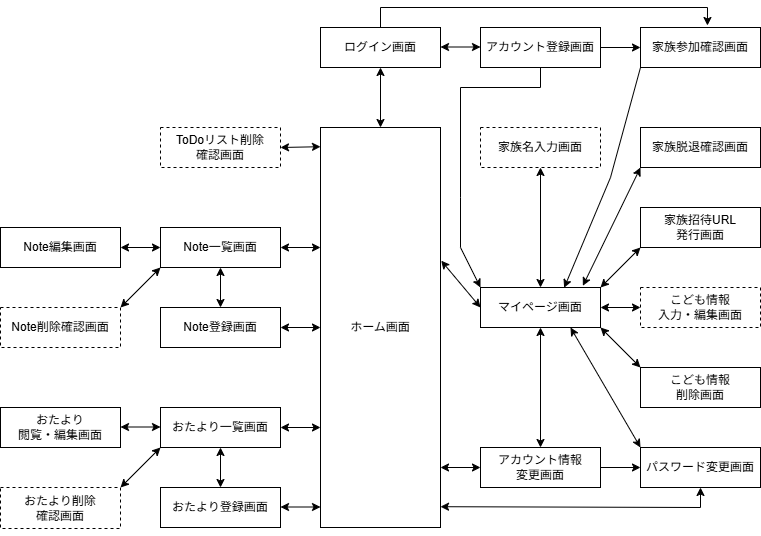 ログイン画面
アカウント登録画面
家族参加確認画面
ToDoリスト削除
確認画面
家族名入力画面
家族脱退確認画面
家族招待URL
発行画面
Note編集画面
Note一覧画面
Note削除確認画面
Note登録画面
ホーム画面
マイページ画面
こども情報
入力・編集画面
こども情報
削除画面
おたより
閲覧・編集画面
おたより一覧画面
アカウント情報
変更画面
パスワード変更画面
おたより削除
確認画面
おたより登録画面